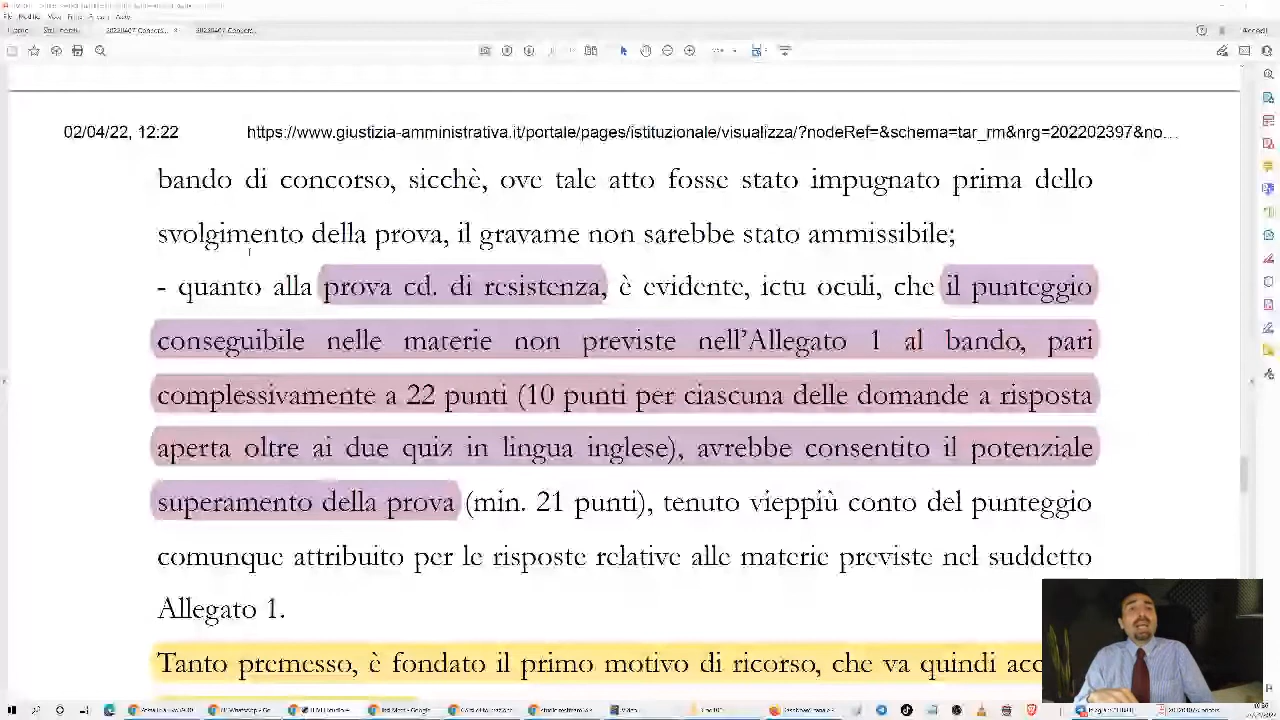 Home
02/04/22, 12:22 https://www.giustizia-amministrativa.it/portale/pages/istituzionale/visualizza/?nodeRef=&schema=tar_rm&nrg=202202397&no...
bando di concorso, sicchè, ove tale atto fosse stato impugnato prima dello
svolgimento della prova, il gravame non sarebbe stato ammissibile;
- quanto alla prova cd. di resistenza, è evidente, ictu oculi, che il punteggio
conseguibile nelle materie non previste nell’Allegato 1 al bando, pari
complessivamente a 22 punti (10 punti per ciascuna delle domande a risposta
aperta oltre ai due quiz in lingua inglese), avrebbe consentito il potenziale
superamento della prova (min. 21 punti), tenuto vieppiù conto del punteggio
comunque attribuito per le risposte relative alle materie previste nel suddetto
Allegato 1.
Tanto premesso, è fondato il primo motivo di ricorso, che va quindi